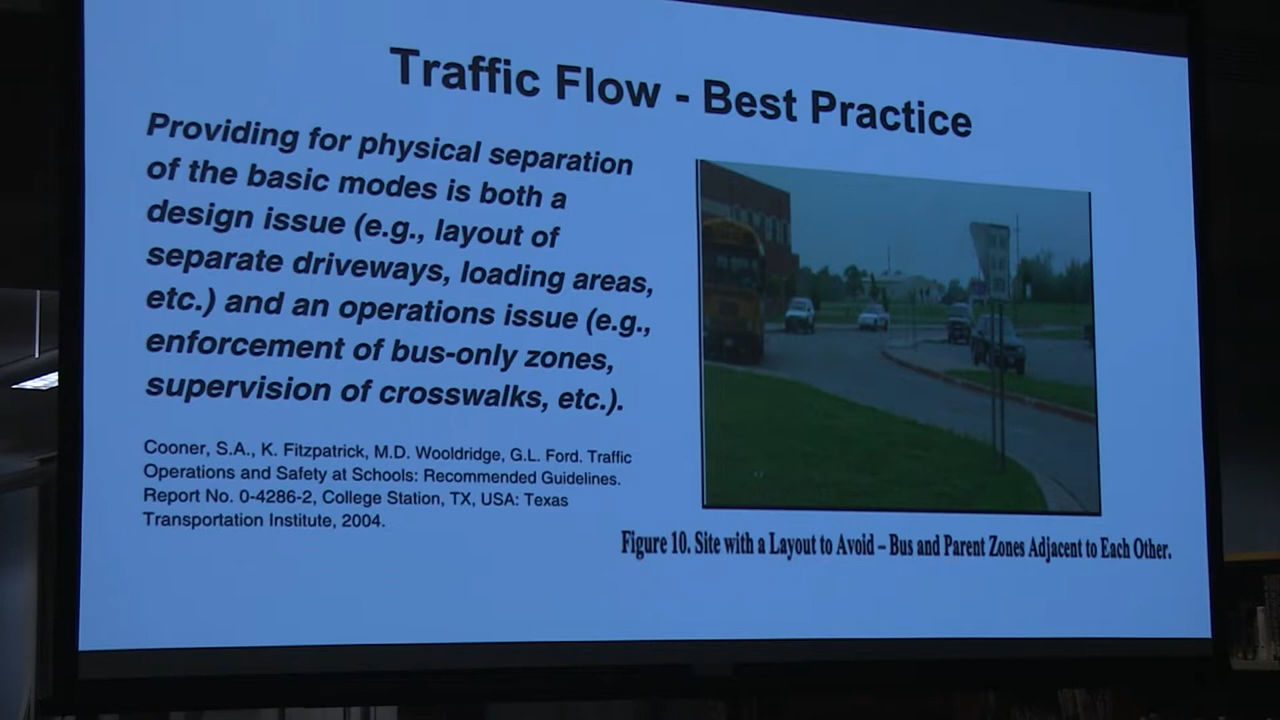 Traffic Flow - Best Practice
Providing for physical separation
of the basic modes is both a
design issue (e.g., layout of
separate driveways, loading areas,
etc.) and an operations issue (e.g.,
enforcement of bus-only zones,
supervision of crosswalks, etc.).
Cooner, S.A., K. Fitzpatrick, M.D. Wooldridge, G.L. Ford. Traffic
Operations and Safety at Schools: Recommended Guidelines.
Report No. 0-4286-2, College Station, TX, USA: Texas
Transportation Institute, 2004.
Figure 10. Site with a Layout to Avoid – Bus and Parent Zones Adjacent to Each Other.